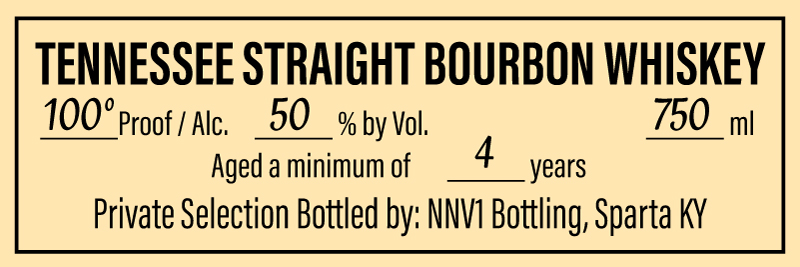 TENNESSEE STRAIGHT BOURBON WHISKEY
100° Proof / Alc. 50 % by Vol. 750 ml
Aged a minimum of 4 years
Private Selection Bottled by: NNV1 Bottling, Sparta KY